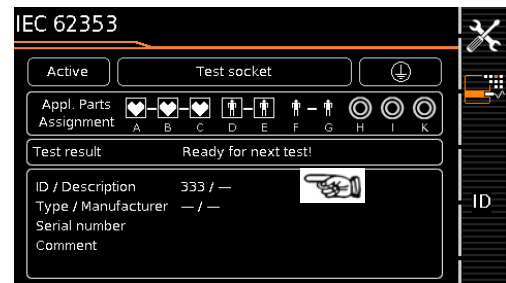 IEC 62353
Active Test socket
Appl. Parts
Assignment
A B C D E F G H I K
Test result Ready for next test!
ID / Description 333 / —
Type / Manufacturer — / —
Serial number
Comment
ID